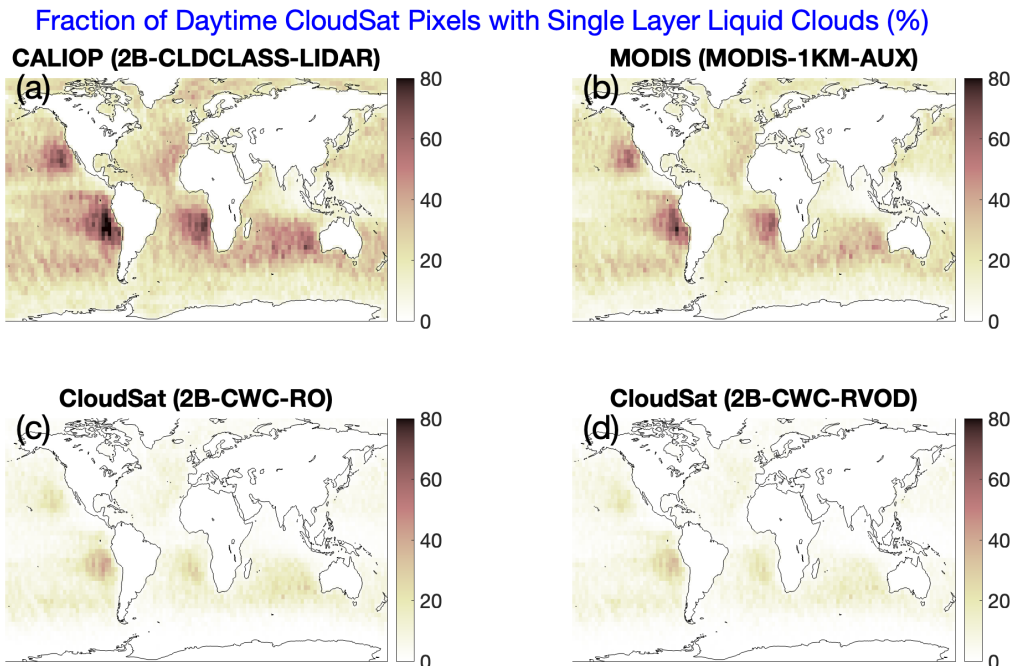 Fraction of Daytime CloudSat Pixels with Single Layer Liquid Clouds (%)
CALIOP (2B-CLDCLASS-LIDAR)
(a)
80
60
40
20
0
MODIS (MODIS-1KM-AUX)
(b)
80
60
40
20
0
CloudSat (2B-CWC-RO)
(c)
80
60
40
20
0
CloudSat (2B-CWC-RVOD)
(d)
80
60
40
20
0